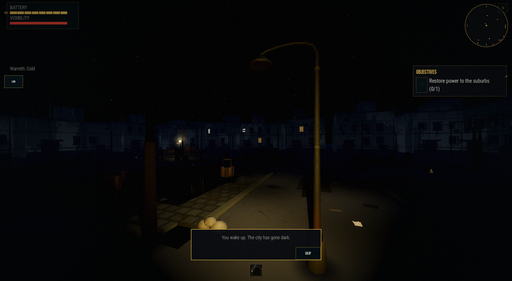 BATTERY
VISIBILITY
Warmth: Cold
OBJECTIVES
Restore power to the suburbs
(0/1)
You wake up. The city has gone dark.
SKIP